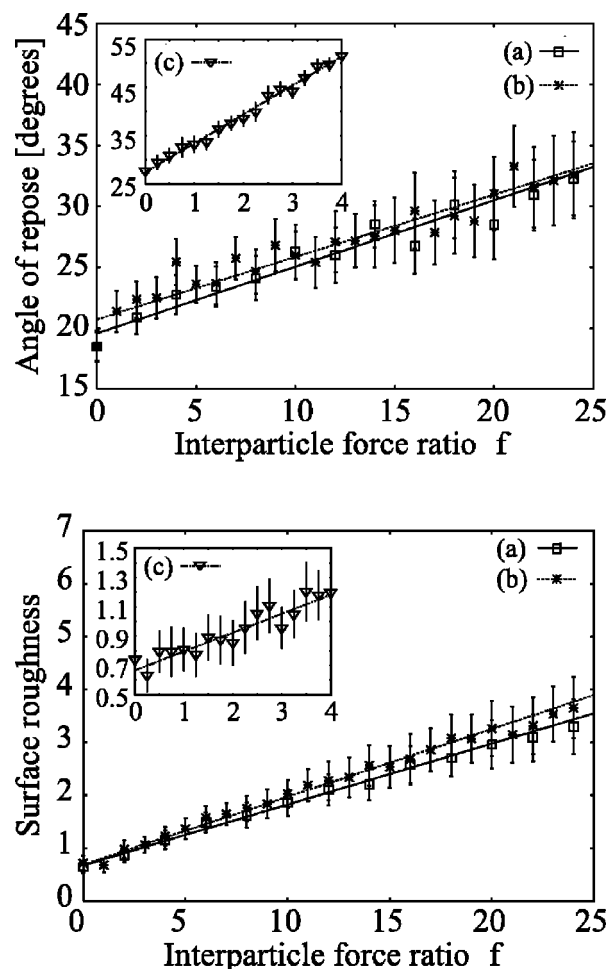 Angle of repose [degrees]
40
35
30
25
20
15
55
45
35
25
(c)
0 1 2 3 4
(a)
(b)
0 5 10 15 20 25
Interparticle force ratio f
Surface roughness
7
6
5
4
3
2
1
0
1.5
1.3
1.1
0.9
0.7
0.5
(c)
0 1 2 3 4
(a)
(b)
0 5 10 15 20 25
Interparticle force ratio f